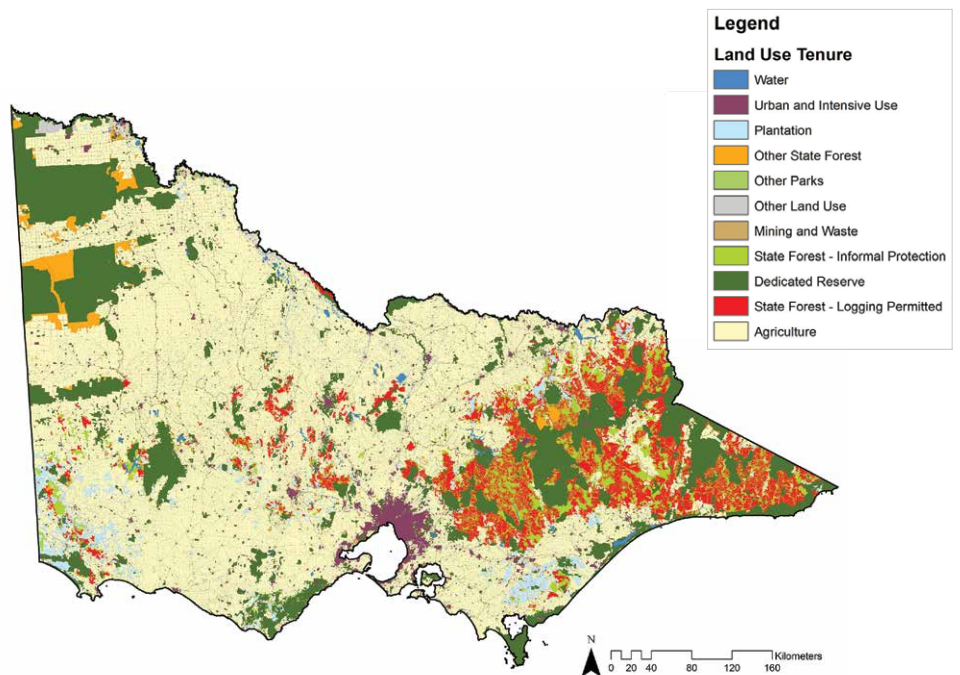 Legend
Land Use Tenure
Water
Urban and Intensive Use
Plantation
Other State Forest
Other Parks
Other Land Use
Mining and Waste
State Forest - Informal Protection
Dedicated Reserve
State Forest - Logging Permitted
Agriculture
N
Kilometers
0 20 40 80 120 160